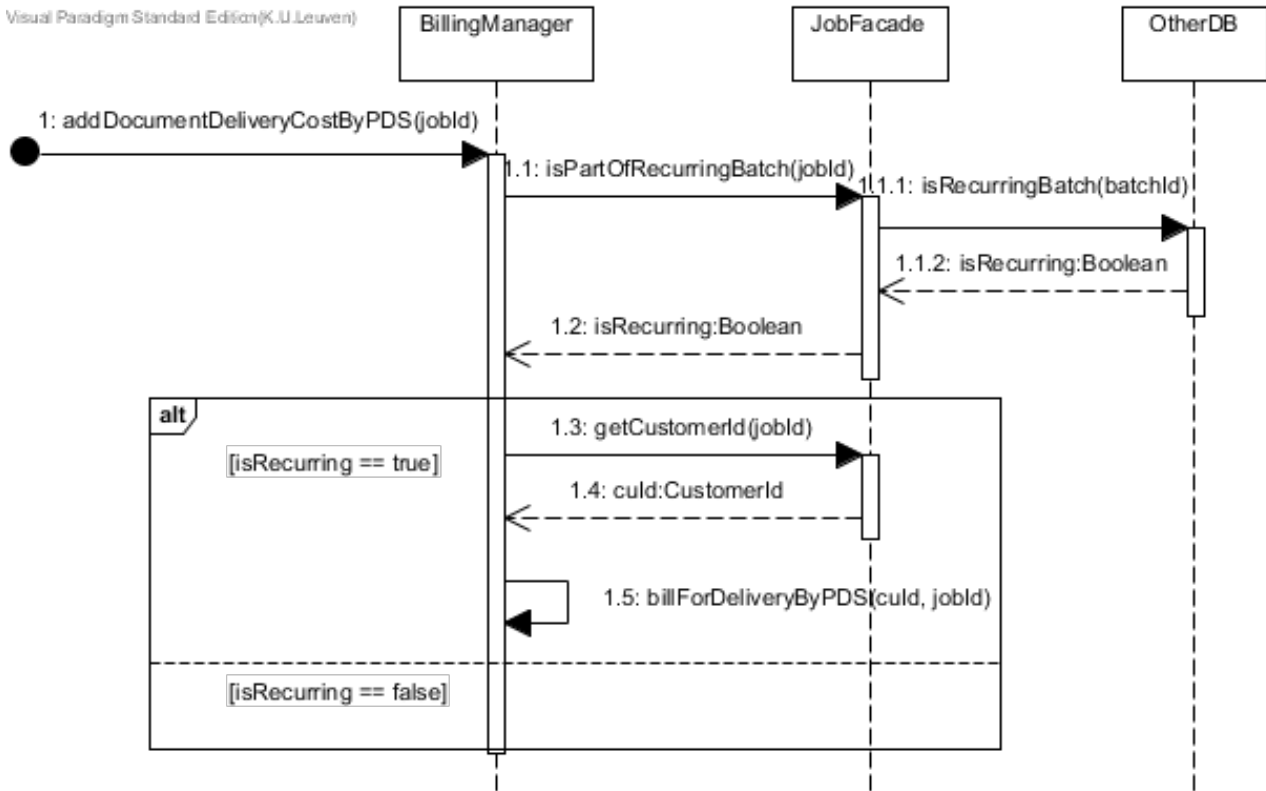 Visual Paradigm Standard Edition(K.U.Leuven)
BillingManager
JobFacade
OtherDB
1: addDocumentDeliveryCostByPDS(jobId)
1.1: isPartOfRecurringBatch(jobId)
1.1.1: isRecurringBatch(batchId)
1.1.2: isRecurring:Boolean
1.2: isRecurring:Boolean
alt
1.3: getCustomerId(jobId)
[isRecurring == true]
1.4: cuId:CustomerId
1.5: billForDeliveryByPDS(cuId, jobId)
[isRecurring == false]